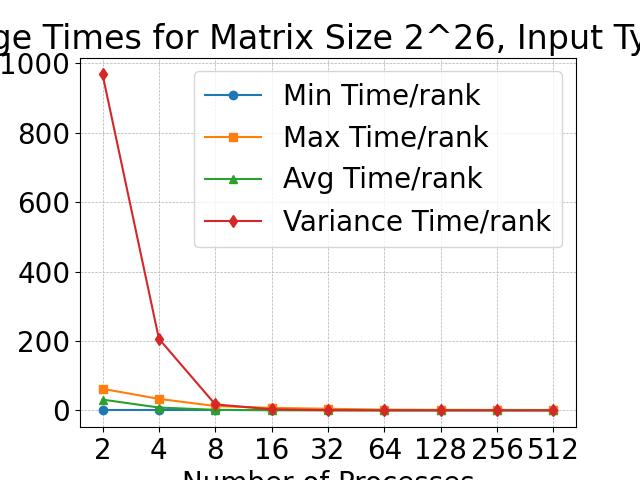 ge Times for Matrix Size 2^26, Input Ty
1000
800
600
400
200
0
Min Time/rank
Max Time/rank
Avg Time/rank
Variance Time/rank
2 4 8 16 32 64 128 256 512
Number of Processes